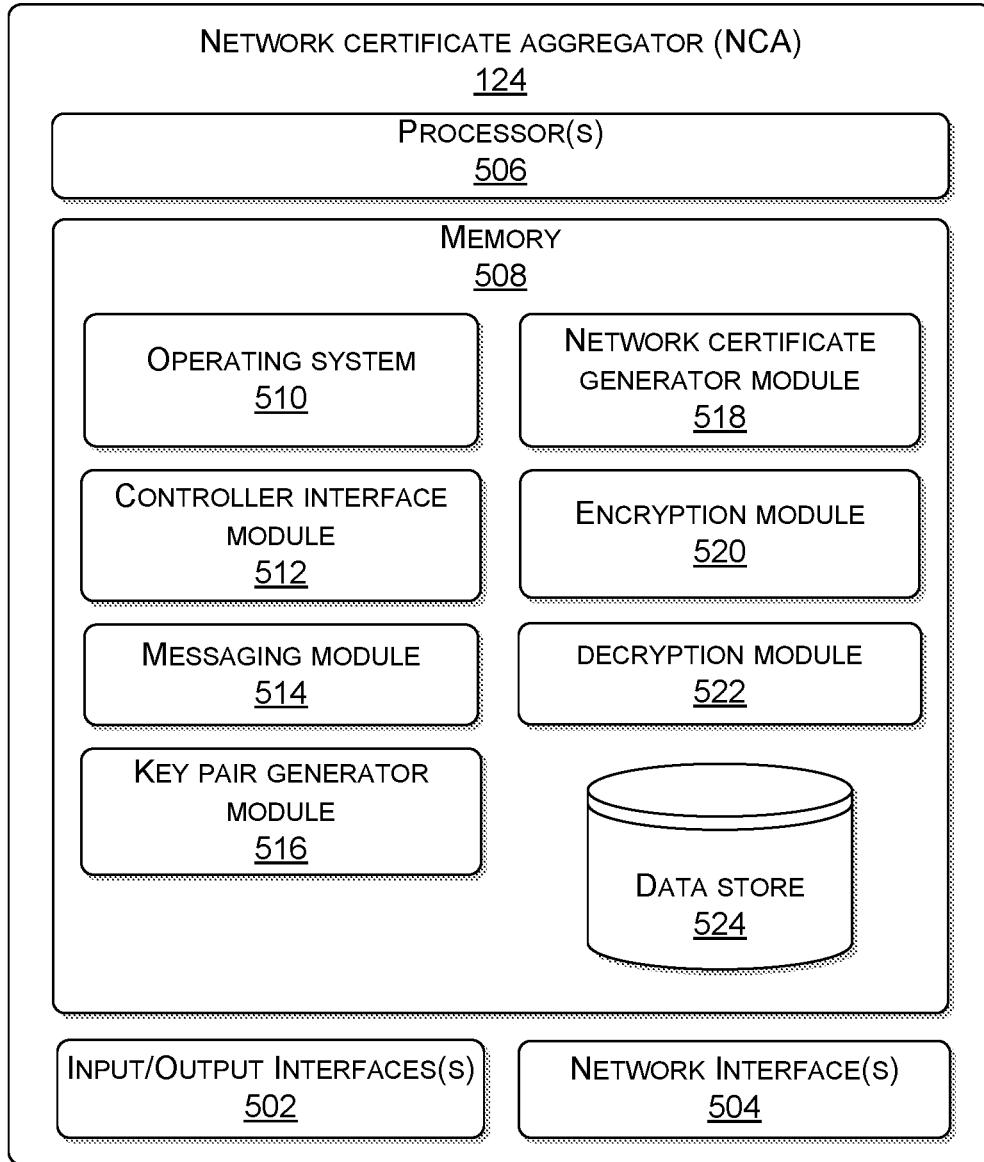 NETWORK CERTIFICATE AGGREGATOR (NCA)
124
PROCESSOR(S)
506
MEMORY
508
OPERATING SYSTEM
510
NETWORK CERTIFICATE
GENERATOR MODULE
518
CONTROLLER INTERFACE
MODULE
512
ENCRYPTION MODULE
520
MESSAGING MODULE
514
DECRYPTION MODULE
522
KEY PAIR GENERATOR
MODULE
516
DATA STORE
524
INPUT/OUTPUT INTERFACES(S)
502
NETWORK INTERFACE(S)
504